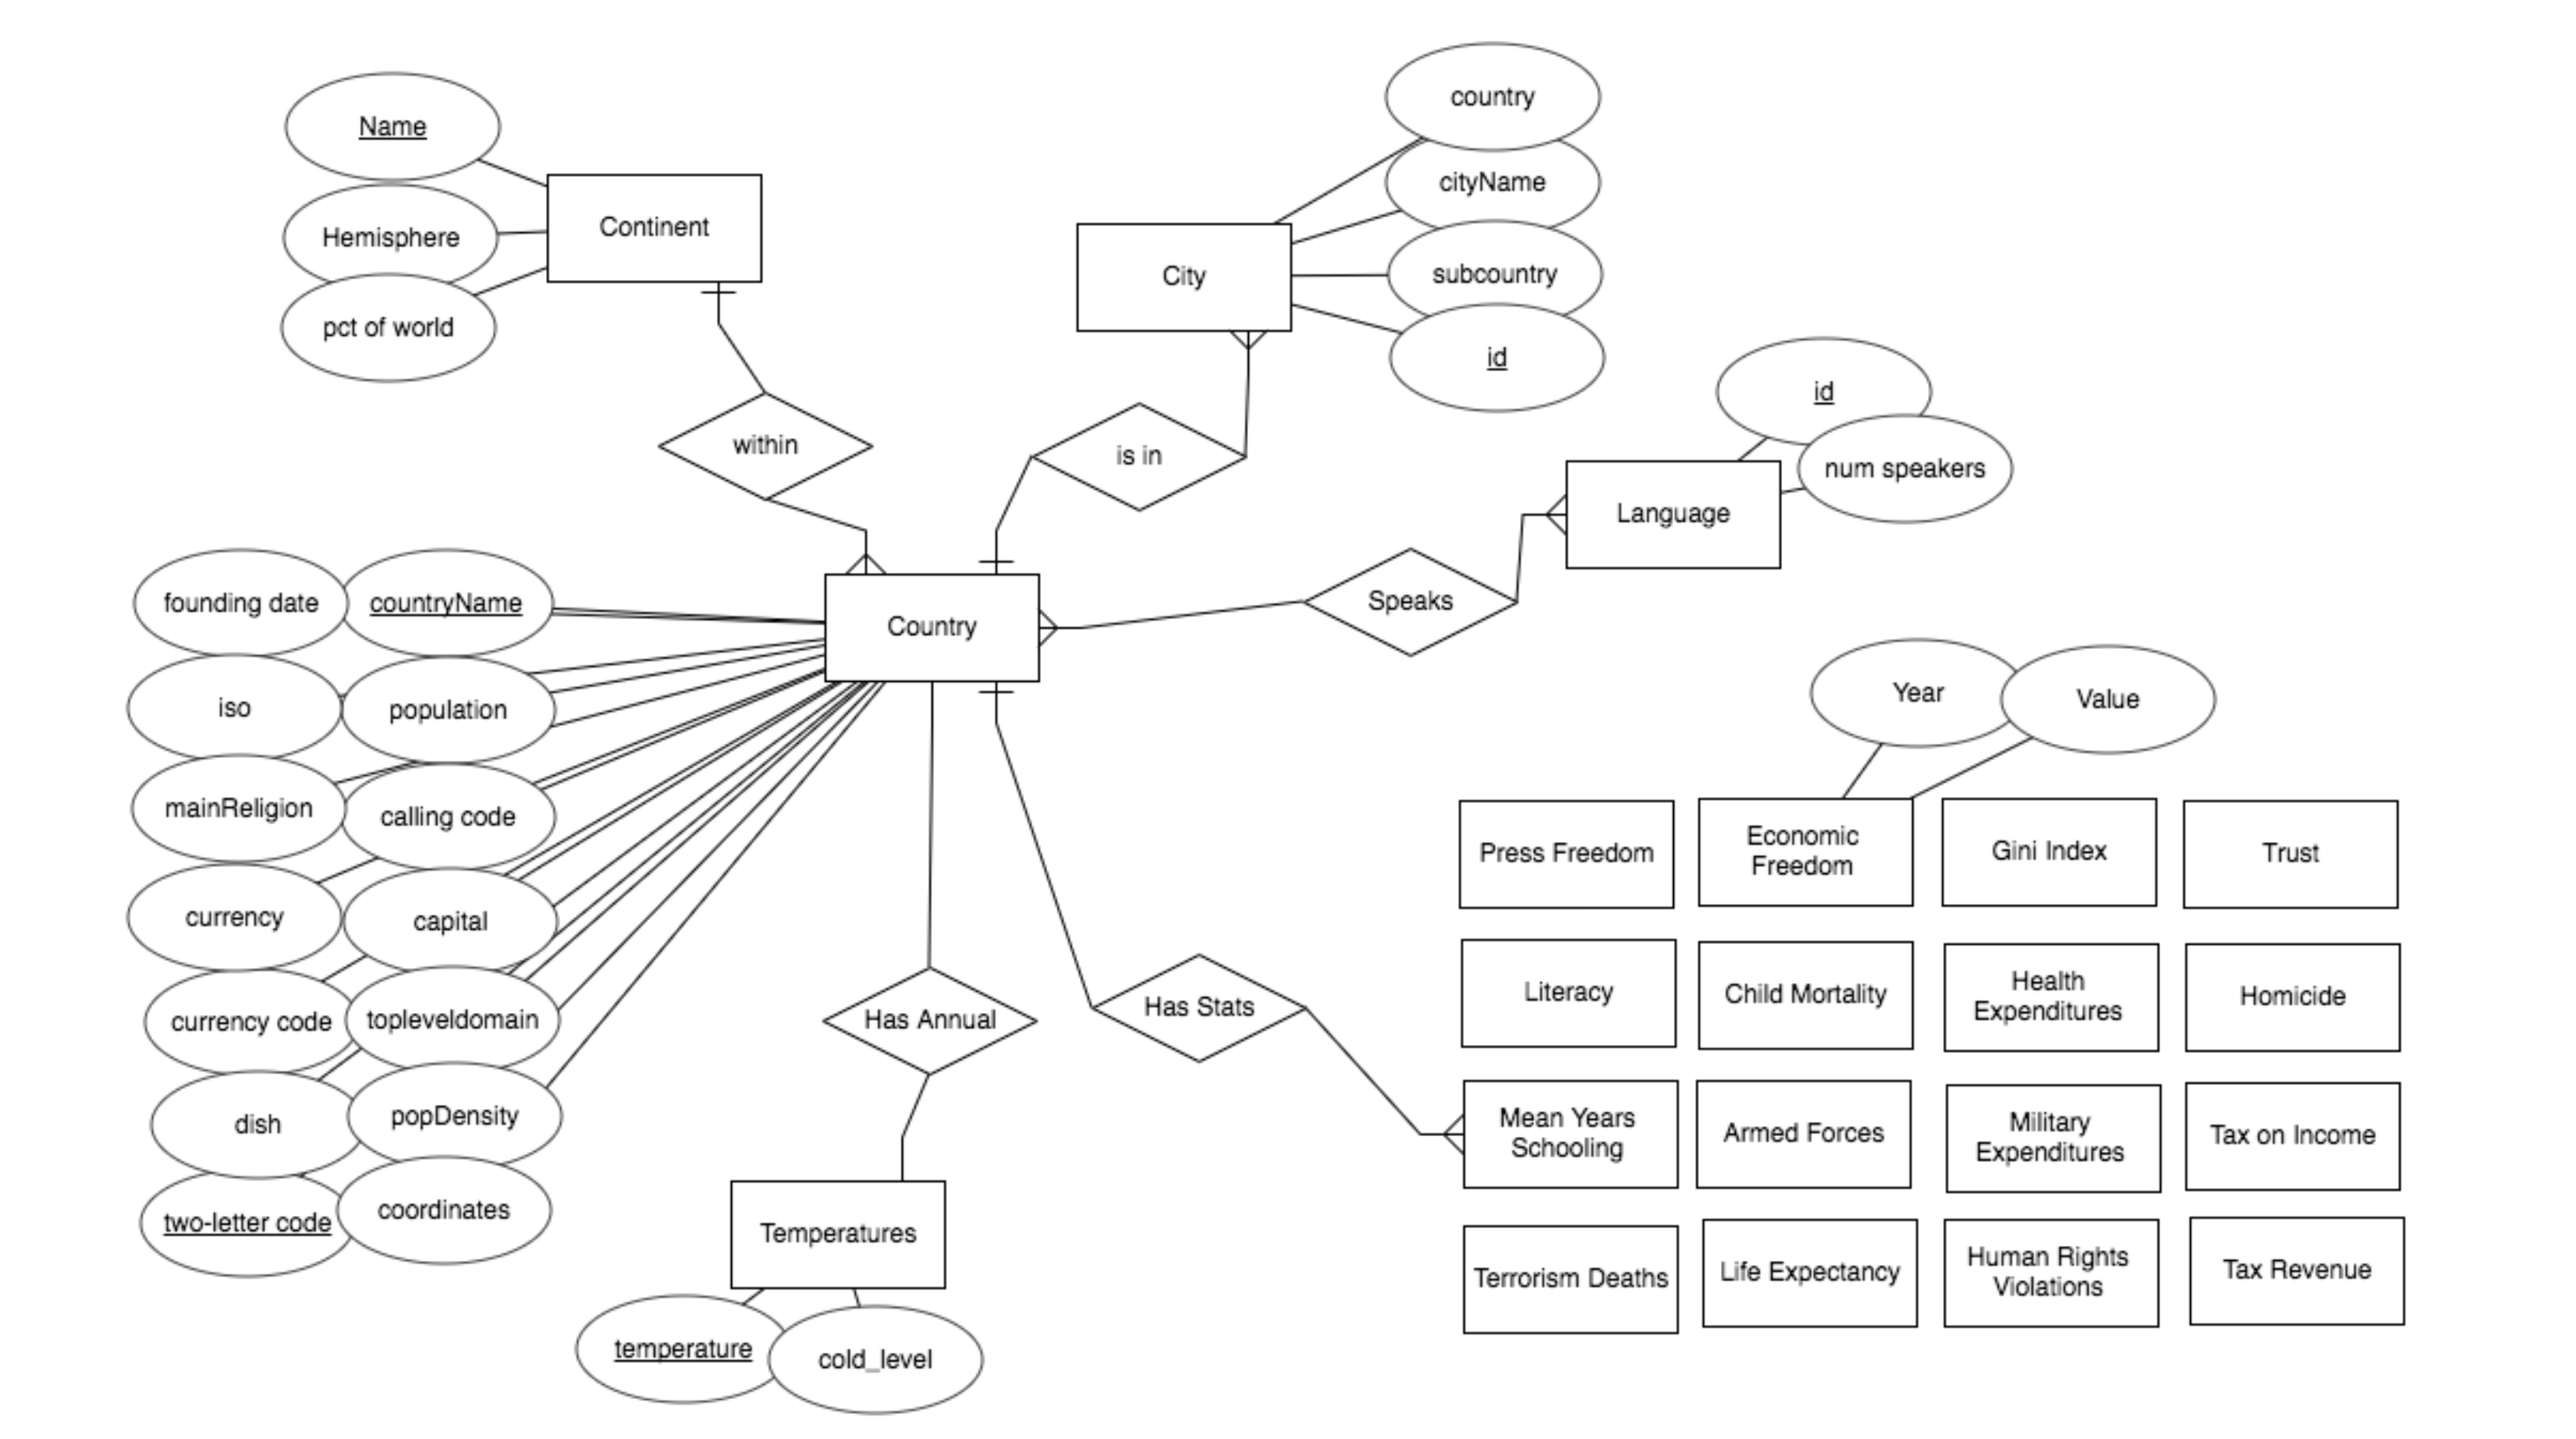 country
Name
cityName
Continent
Hemisphere
City
subcountry
pct of world
id
id
within
is in
num speakers
Language
founding date
countryName
Country
Speaks
iso
population
Year
Value
mainReligion
calling code
Press Freedom
Economic
Freedom
Gini Index
Trust
currency
capital
Literacy
Child Mortality
Health
Expenditures
Homicide
currency code
topleveldomain
Has Annual
Has Stats
dish
popDensity
Mean Years
Schooling
Armed Forces
Military
Expenditures
Tax on Income
two-letter code
coordinates
Temperatures
Terrorism Deaths
Life Expectancy
Human Rights
Violations
Tax Revenue
temperature
cold_level